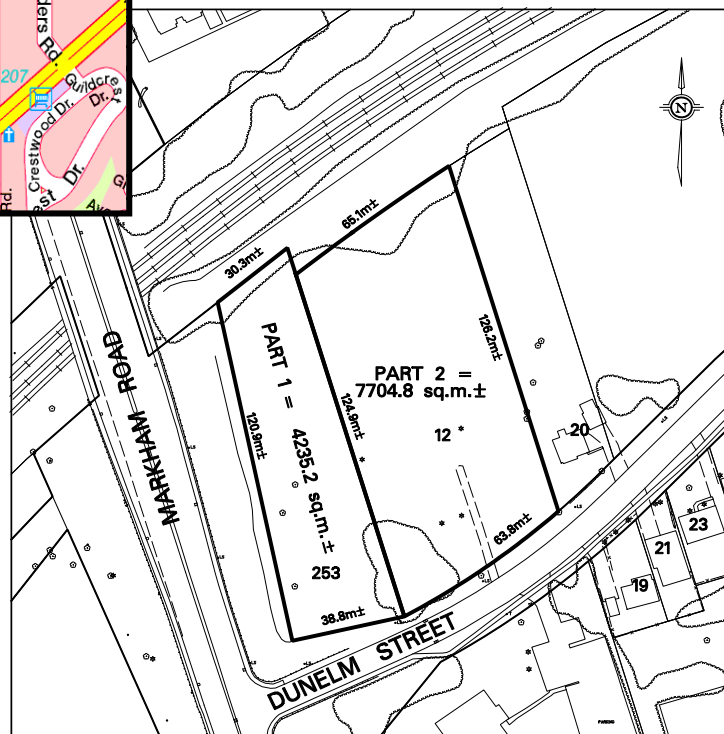 Rd.
207
Guildcrest
Dr.
Crestwood Dr.
Dr.
Rd.
N
65.1m±
30.3m±
126.2m±
PART 1 = 4235.2 sq.m.±
PART 2 =
7704.8 sq.m.±
MARKHAM ROAD
120.9m±
124.9m±
12
20
63.8m±
253
23
21
19
38.8m±
DUNELM STREET
PARKING